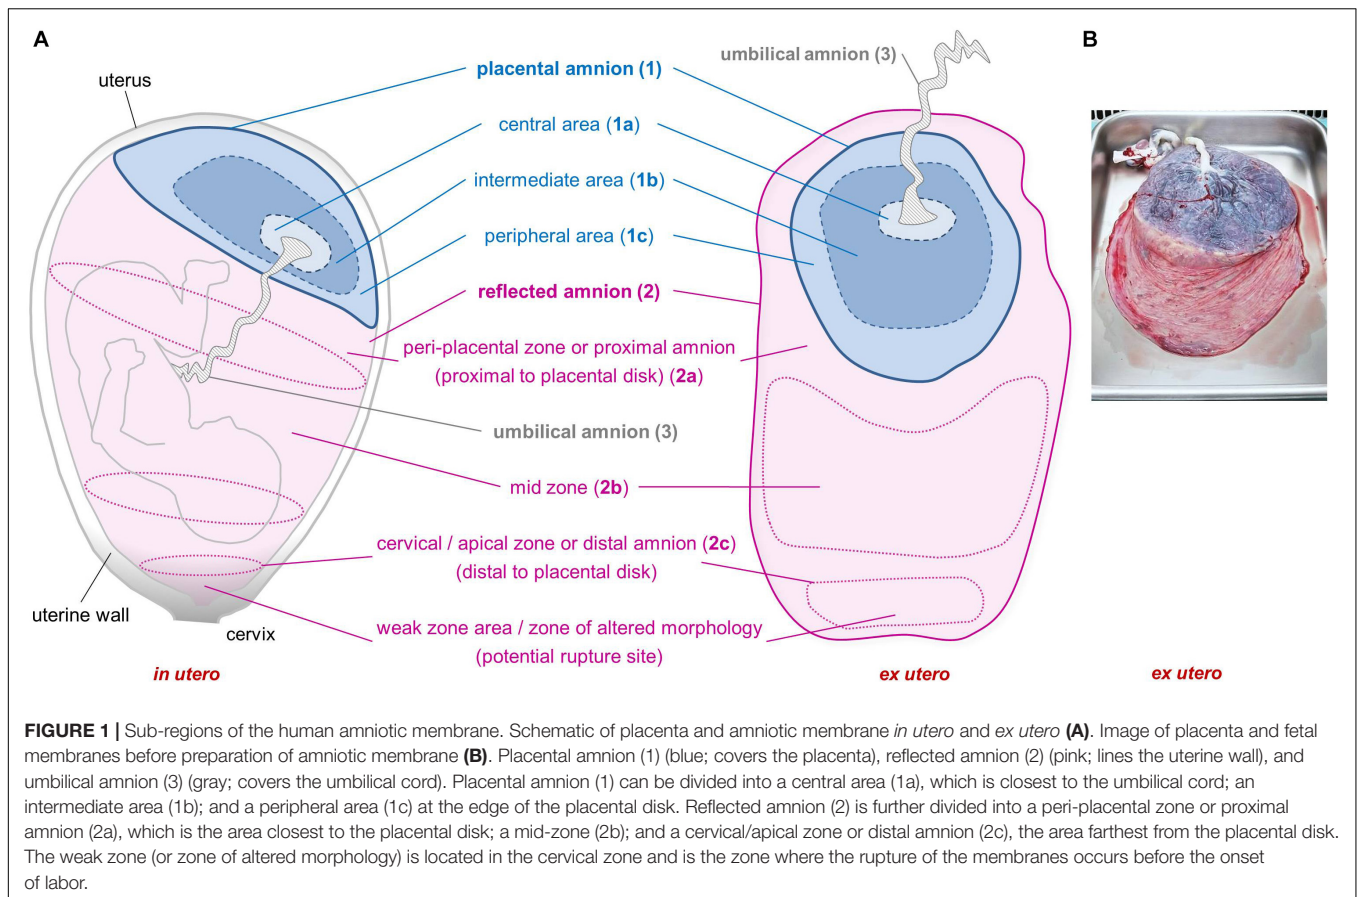 A
B
umbilical amnion (3)
placental amnion (1)
uterus
central area (1a)
intermediate area (1b)
peripheral area (1c)
reflected amnion (2)
peri-placental zone or proximal amnion
(proximal to placental disk) (2a)
umbilical amnion (3)
mid zone (2b)
cervical / apical zone or distal amnion (2c)
(distal to placental disk)
uterine wall
cervix
weak zone area / zone of altered morphology
(potential rupture site)
in utero
ex utero
ex utero
FIGURE 1 | Sub-regions of the human amniotic membrane. Schematic of placenta and amniotic membrane in utero and ex utero (A). Image of placenta and fetal
membranes before preparation of amniotic membrane (B). Placental amnion (1) (blue; covers the placenta), reflected amnion (2) (pink; lines the uterine wall), and
umbilical amnion (3) (gray; covers the umbilical cord). Placental amnion (1) can be divided into a central area (1a), which is closest to the umbilical cord; an
intermediate area (1b); and a peripheral area (1c) at the edge of the placental disk. Reflected amnion (2) is further divided into a peri-placental zone or proximal
amnion (2a), which is the area closest to the placental disk; a mid-zone (2b); and a cervical/apical zone or distal amnion (2c), the area farthest from the placental disk.
The weak zone (or zone of altered morphology) is located in the cervical zone and is the zone where the rupture of the membranes occurs before the onset
of labor.